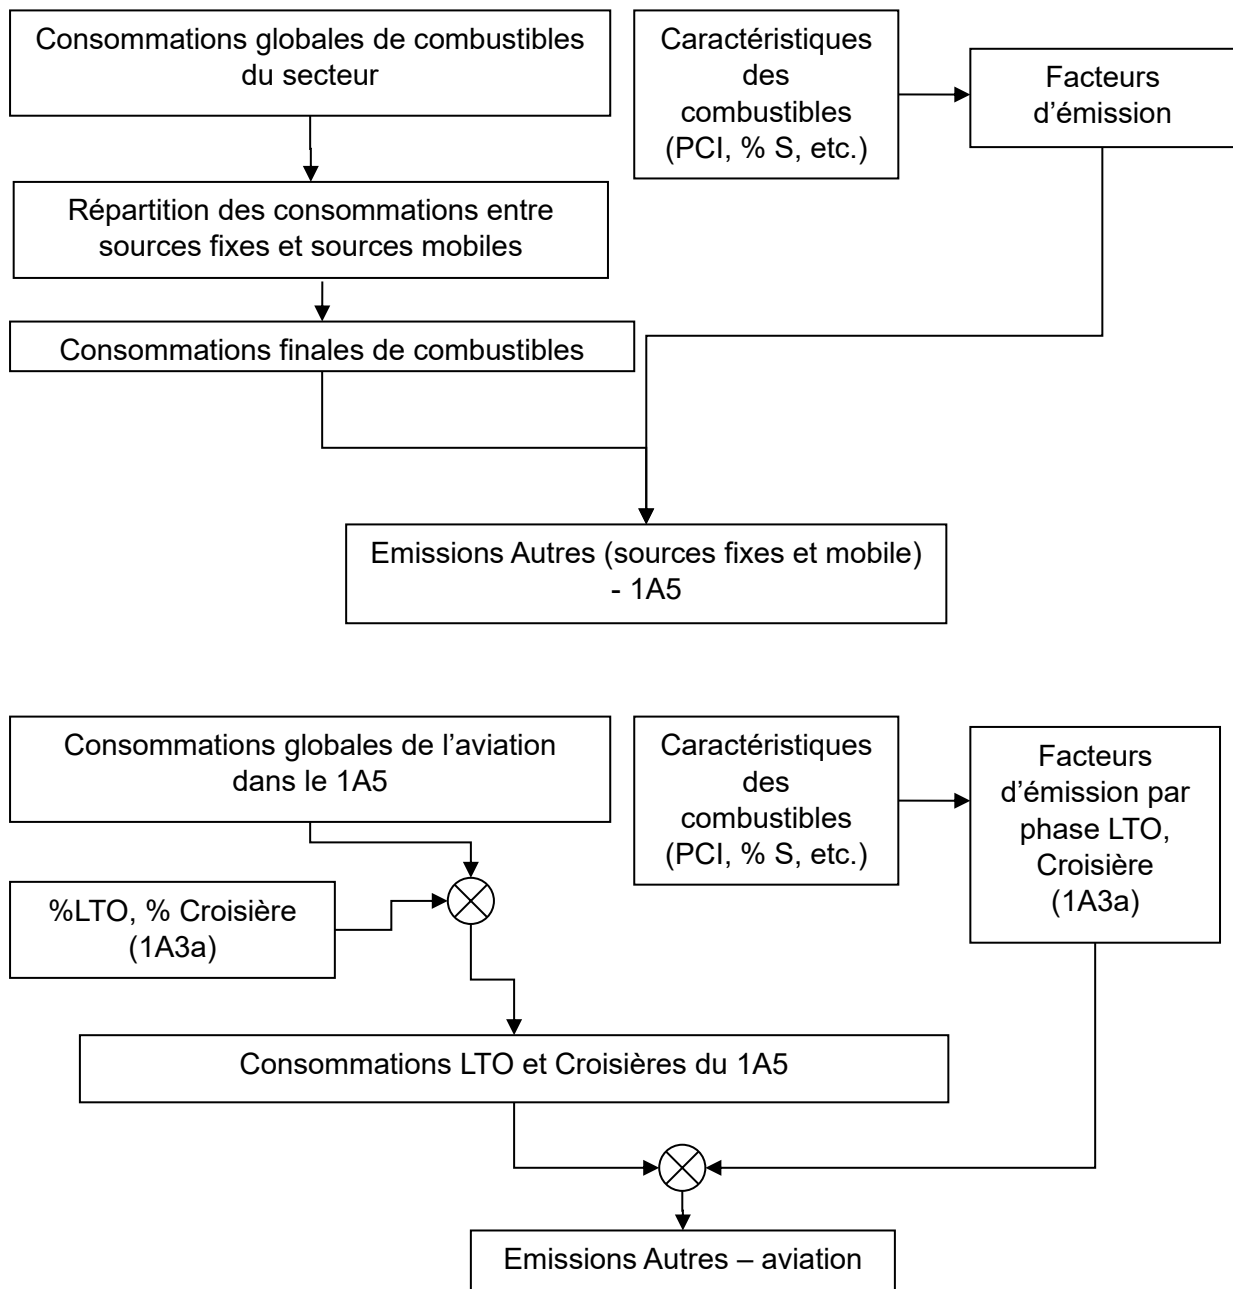 Consommations globales de combustibles
du secteur
Caractéristiques
des
combustibles
(PCI, % S, etc.)
Facteurs
d’émission
Répartition des consommations entre
sources fixes et sources mobiles
Consommations finales de combustibles
Emissions Autres (sources fixes et mobile)
- 1A5
Consommations globales de l’aviation
dans le 1A5
Caractéristiques
des
combustibles
(PCI, % S, etc.)
Facteurs
d’émission par
phase LTO,
Croisière
(1A3a)
%LTO, % Croisière
(1A3a)
Consommations LTO et Croisières du 1A5
Emissions Autres – aviation